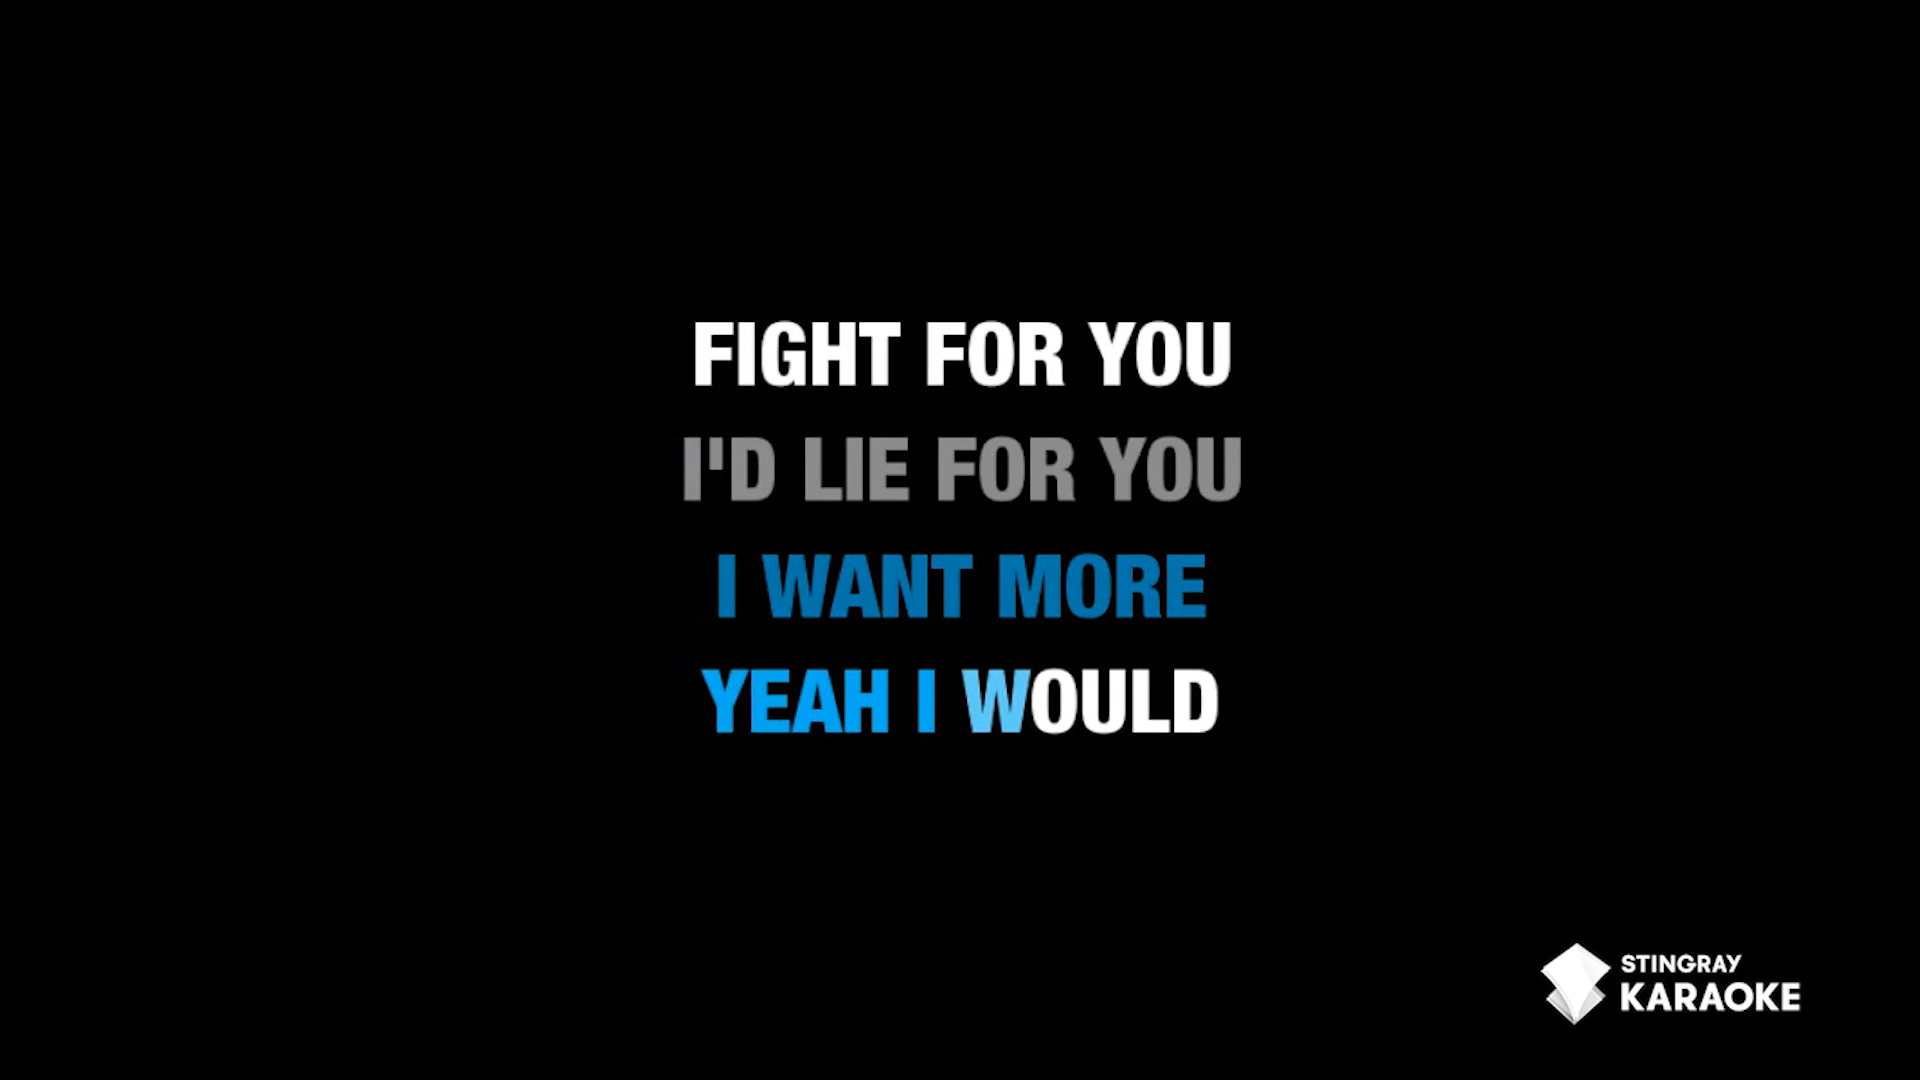 FIGHT FOR YOU
I'D LIE FOR YOU
I WANT MORE
YEAH I WOULD
STINGRAY
KARAOKE